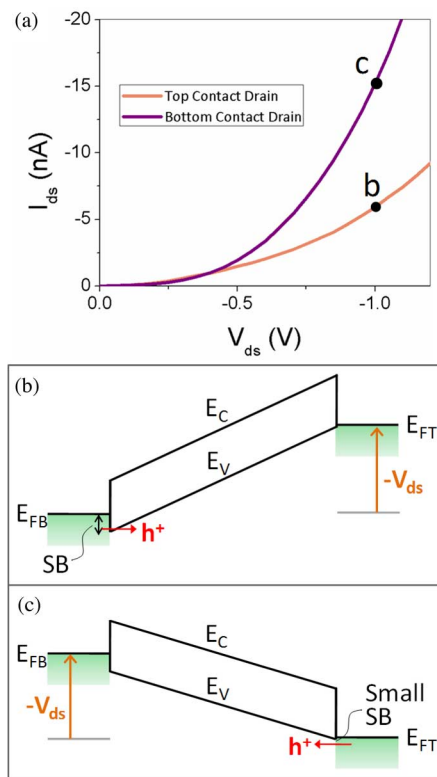 (a)
-20
-15
-10
-5
0
I_ds (nA)
Top Contact Drain
Bottom Contact Drain
c
b
0.0
-0.5
-1.0
V_ds (V)
(b)
E_C
E_V
E_FT
-V_ds
E_FB
SB
h⁺
(c)
E_FB
E_C
E_V
-V_ds
Small
SB
h⁺
E_FT